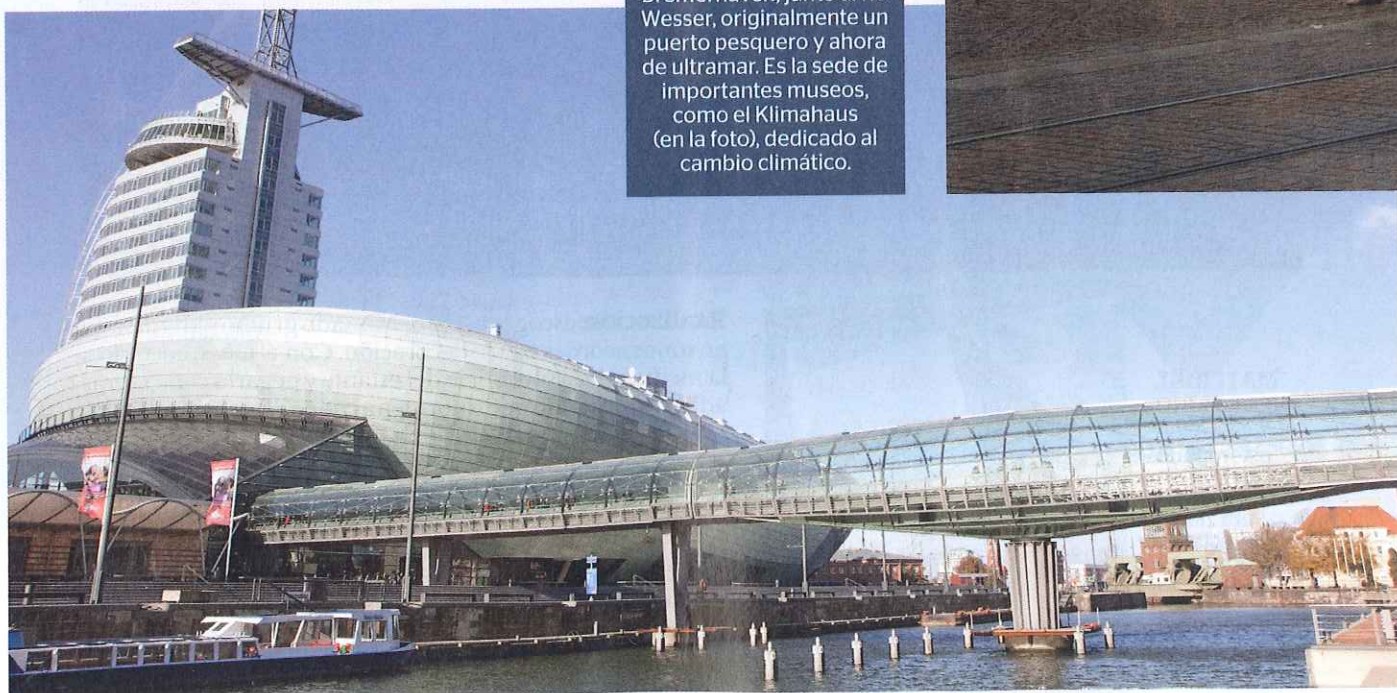 Wesser, originalmente un
puerto pesquero y ahora
de ultramar. Es la sede de
importantes museos,
como el Klimahaus
(en la foto), dedicado al
cambio climático.